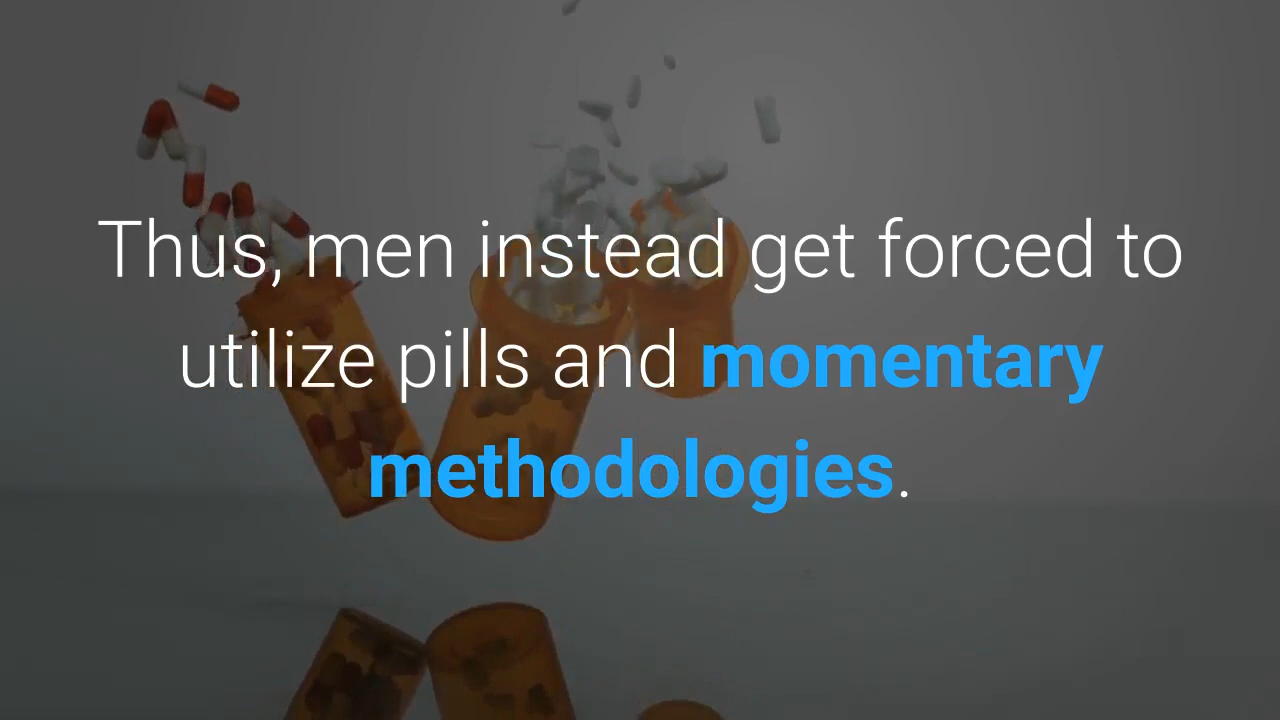 Thus, men instead get forced to
utilize pills and momentary
methodologies.